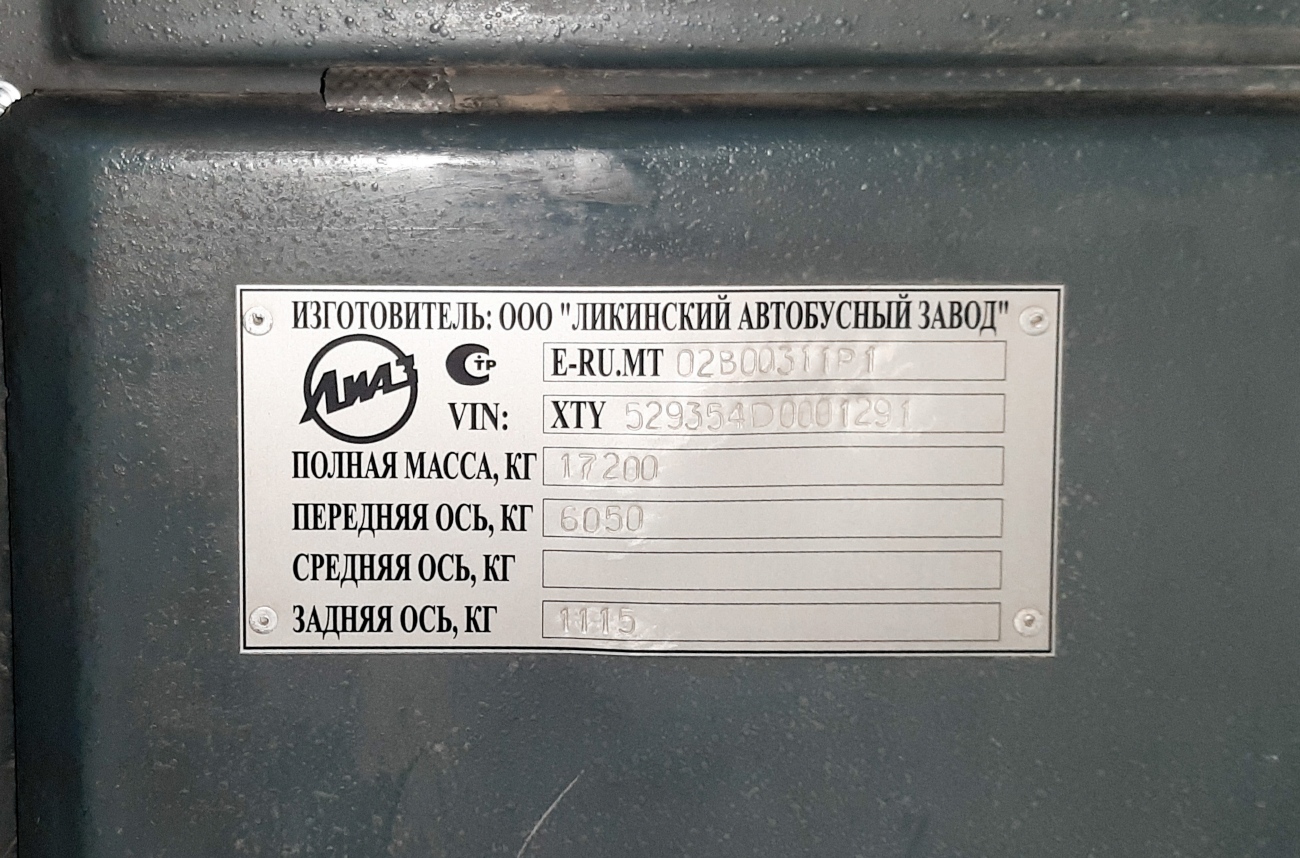 ИЗГОТОВИТЕЛЬ: ООО "ЛИКИНСКИЙ АВТОБУСНЫЙ ЗАВОД"
ЛиАЗ ТР E-RU.MT 02B00311P1
VIN: XTY 529354D0001291
ПОЛНАЯ МАССА, КГ 17200
ПЕРЕДНЯЯ ОСЬ, КГ 6050
СРЕДНЯЯ ОСЬ, КГ
ЗАДНЯЯ ОСЬ, КГ 1115